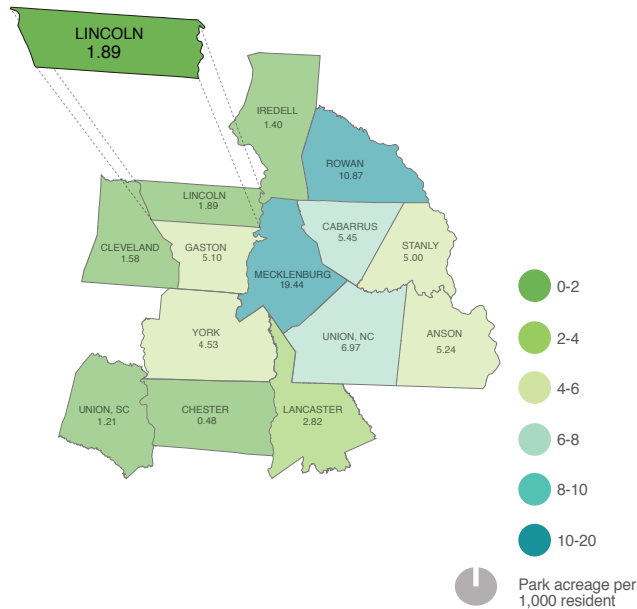 LINCOLN
1.89
IREDELL
1.40
ROWAN
10.87
LINCOLN
1.89
CABARRUS
5.45
STANLY
5.00
CLEVELAND
1.58
GASTON
5.10
MECKLENBURG
19.44
YORK
4.53
UNION, NC
6.97
ANSON
5.24
UNION, SC
1.21
CHESTER
0.48
LANCASTER
2.82
0-2
2-4
4-6
6-8
8-10
10-20
Park acreage per
1,000 resident